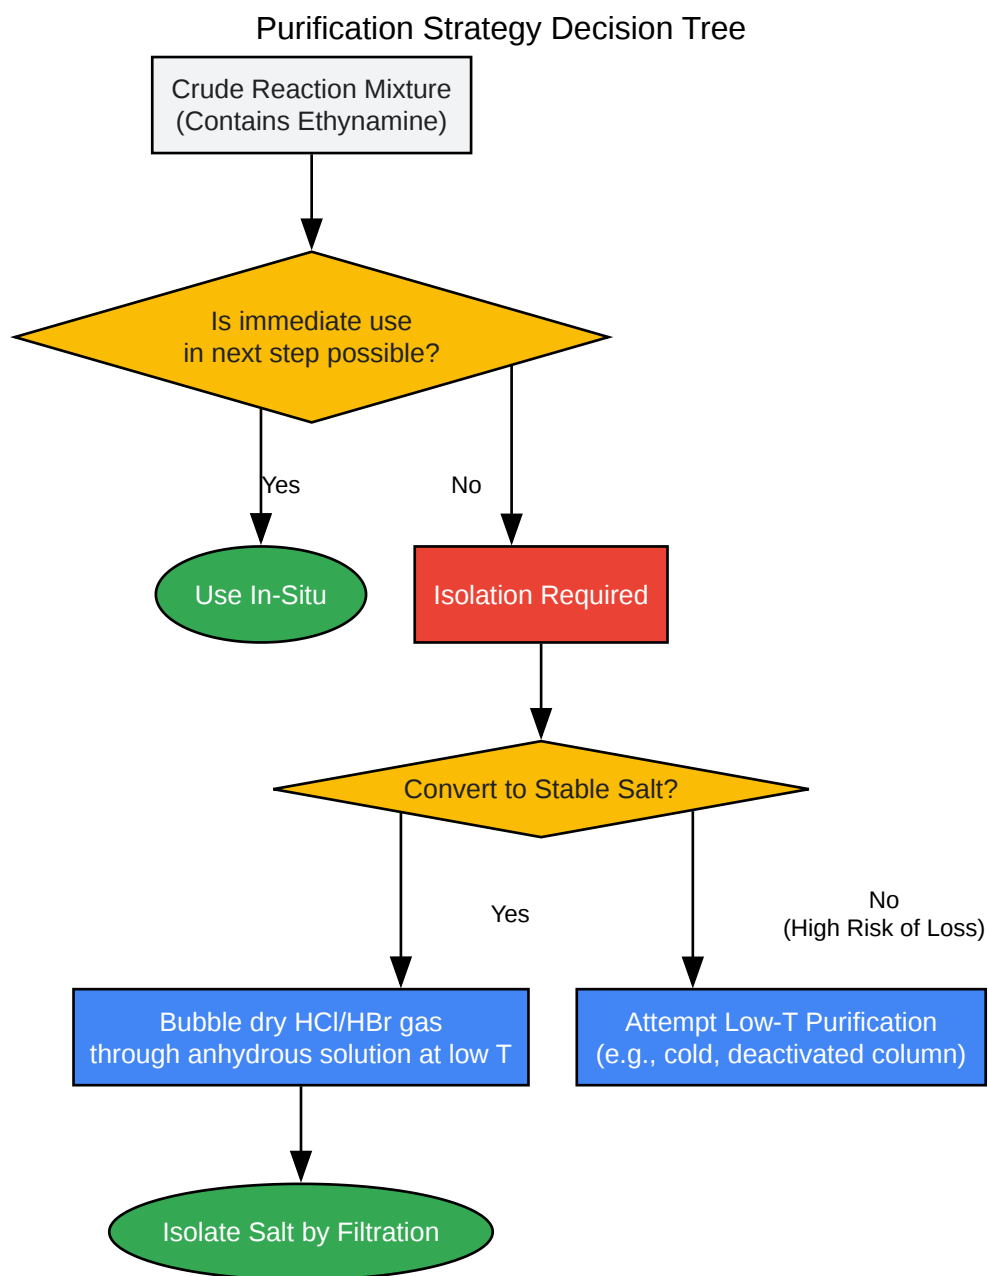 Purification Strategy Decision Tree
Crude Reaction Mixture
(Contains Ethynamine)
Is immediate use
in next step possible?
Yes
No
Use In-Situ
Isolation Required
Convert to Stable Salt?
Yes
No
(High Risk of Loss)
Bubble dry HCl/HBr gas
through anhydrous solution at low T
Attempt Low-T Purification
(e.g., cold, deactivated column)
Isolate Salt by Filtration